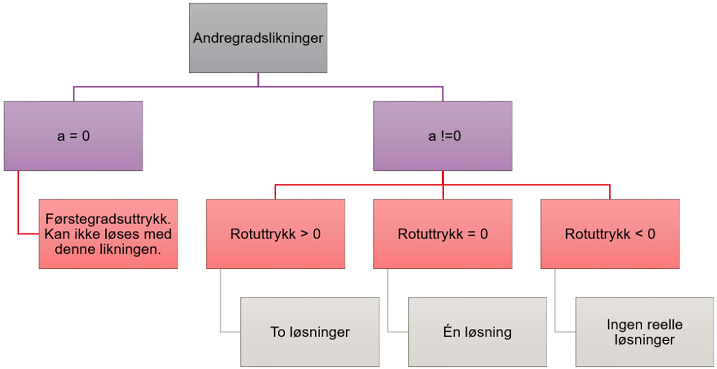 Andregradslikninger
a = 0
a !=0
Førstegradsuttrykk.
Kan ikke løses med
denne likningen.
Rotuttrykk > 0
Rotuttrykk = 0
Rotuttrykk < 0
To løsninger
Én løsning
Ingen reelle
løsninger